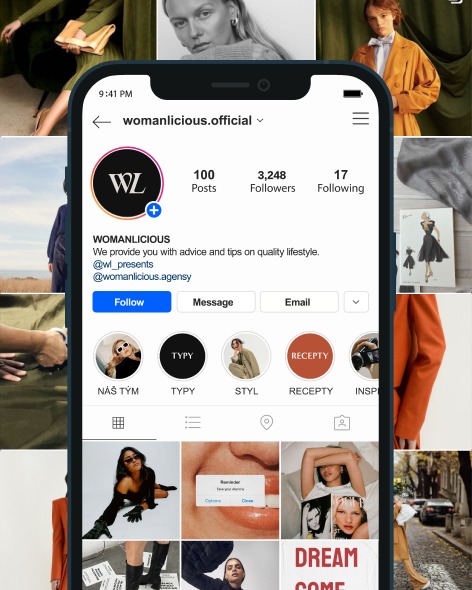 9:41 PM
womanlicious.official
WL
100
Posts
3,248
Followers
17
Following
WOMANLICIOUS
We provide you with advice and tips on quality lifestyle.
@wl_presents
@womanlicious.agensy
Follow
Message
Email
TYPY
RECEPTY
NÁŠ TÝM
TYPY
STYL
RECEPTY
INSPI
Reminder
Options
Close
DREAM
COME